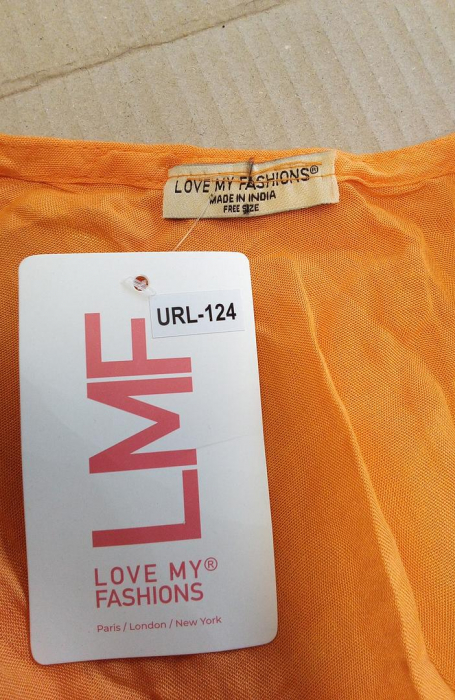 LOVE MY FASHIONS®
MADE IN INDIA
FREE SIZE
URL-124
LMF
LOVE MY®
FASHIONS
Paris / London / New York